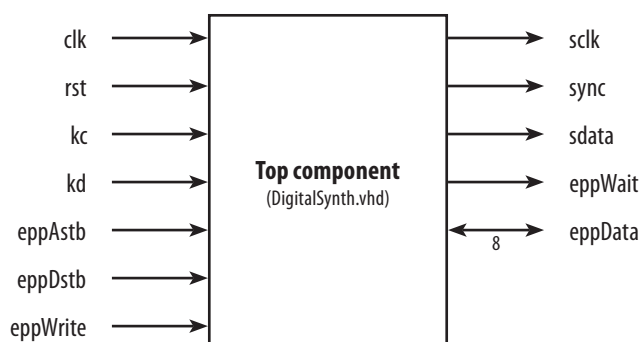 clk
rst
kc
kd
eppAstb
eppDstb
eppWrite
Top component
(DigitalSynth.vhd)
sclk
sync
sdata
eppWait
eppData
8